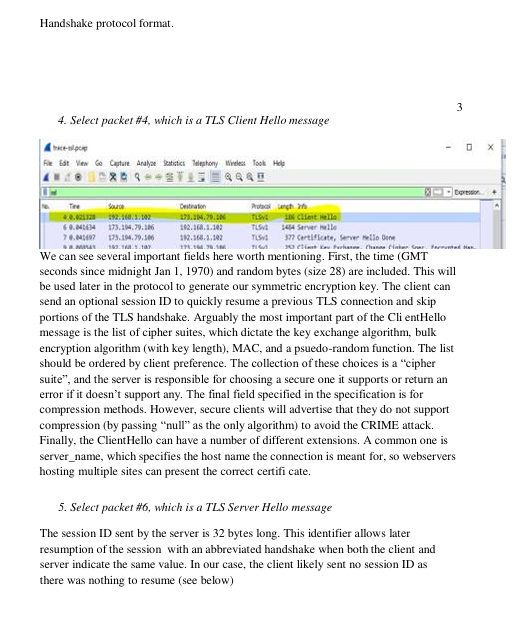 Handshake protocol format.
3
4. Select packet #4, which is a TLS Client Hello message
trace-ssl.pcap
File Edit View Go Capture Analyze Statistics Telephony Wireless Tools Help
ssl
Expression... +
No. Time Source Destination Protocol Length Info
4 0.021328 192.168.1.102 173.194.79.106 TLSv1 186 Client Hello
6 0.041634 173.194.79.106 192.168.1.102 TLSv1 1484 Server Hello
7 0.041697 173.194.79.106 192.168.1.102 TLSv1 377 Certificate, Server Hello Done
192.168.1.102 TLSv1 252 Client Key Exchange, Change Cipher Spec, Encrypted Han...
We can see several important fields here worth mentioning. First, the time (GMT
seconds since midnight Jan 1, 1970) and random bytes (size 28) are included. This will
be used later in the protocol to generate our symmetric encryption key. The client can
send an optional session ID to quickly resume a previous TLS connection and skip
portions of the TLS handshake. Arguably the most important part of the Cli entHello
message is the list of cipher suites, which dictate the key exchange algorithm, bulk
encryption algorithm (with key length), MAC, and a psuedo-random function. The list
should be ordered by client preference. The collection of these choices is a “cipher
suite”, and the server is responsible for choosing a secure one it supports or return an
error if it doesn’t support any. The final field specified in the specification is for
compression methods. However, secure clients will advertise that they do not support
compression (by passing “null” as the only algorithm) to avoid the CRIME attack.
Finally, the ClientHello can have a number of different extensions. A common one is
server_name, which specifies the host name the connection is meant for, so webservers
hosting multiple sites can present the correct certifi cate.
5. Select packet #6, which is a TLS Server Hello message
The session ID sent by the server is 32 bytes long. This identifier allows later
resumption of the session with an abbreviated handshake when both the client and
server indicate the same value. In our case, the client likely sent no session ID as
there was nothing to resume (see below)